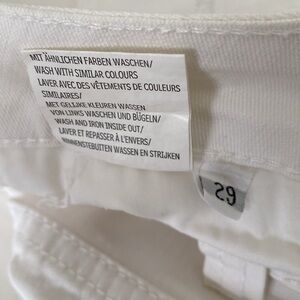 MIT ÄHNLICHEN FARBEN WASCHEN/
WASH WITH SIMILAR COLOURS
LAVER AVEC DES VÊTEMENTS DE COULEURS
SIMILAIRES/
MET GELIJKE KLEUREN WASSEN
VON LINKS WASCHEN UND BÜGELN/
WASH AND IRON INSIDE OUT/
LAVER ET REPASSER À L'ENVERS/
BINNENSTEBUITEN WASSEN EN STRIJKEN
29